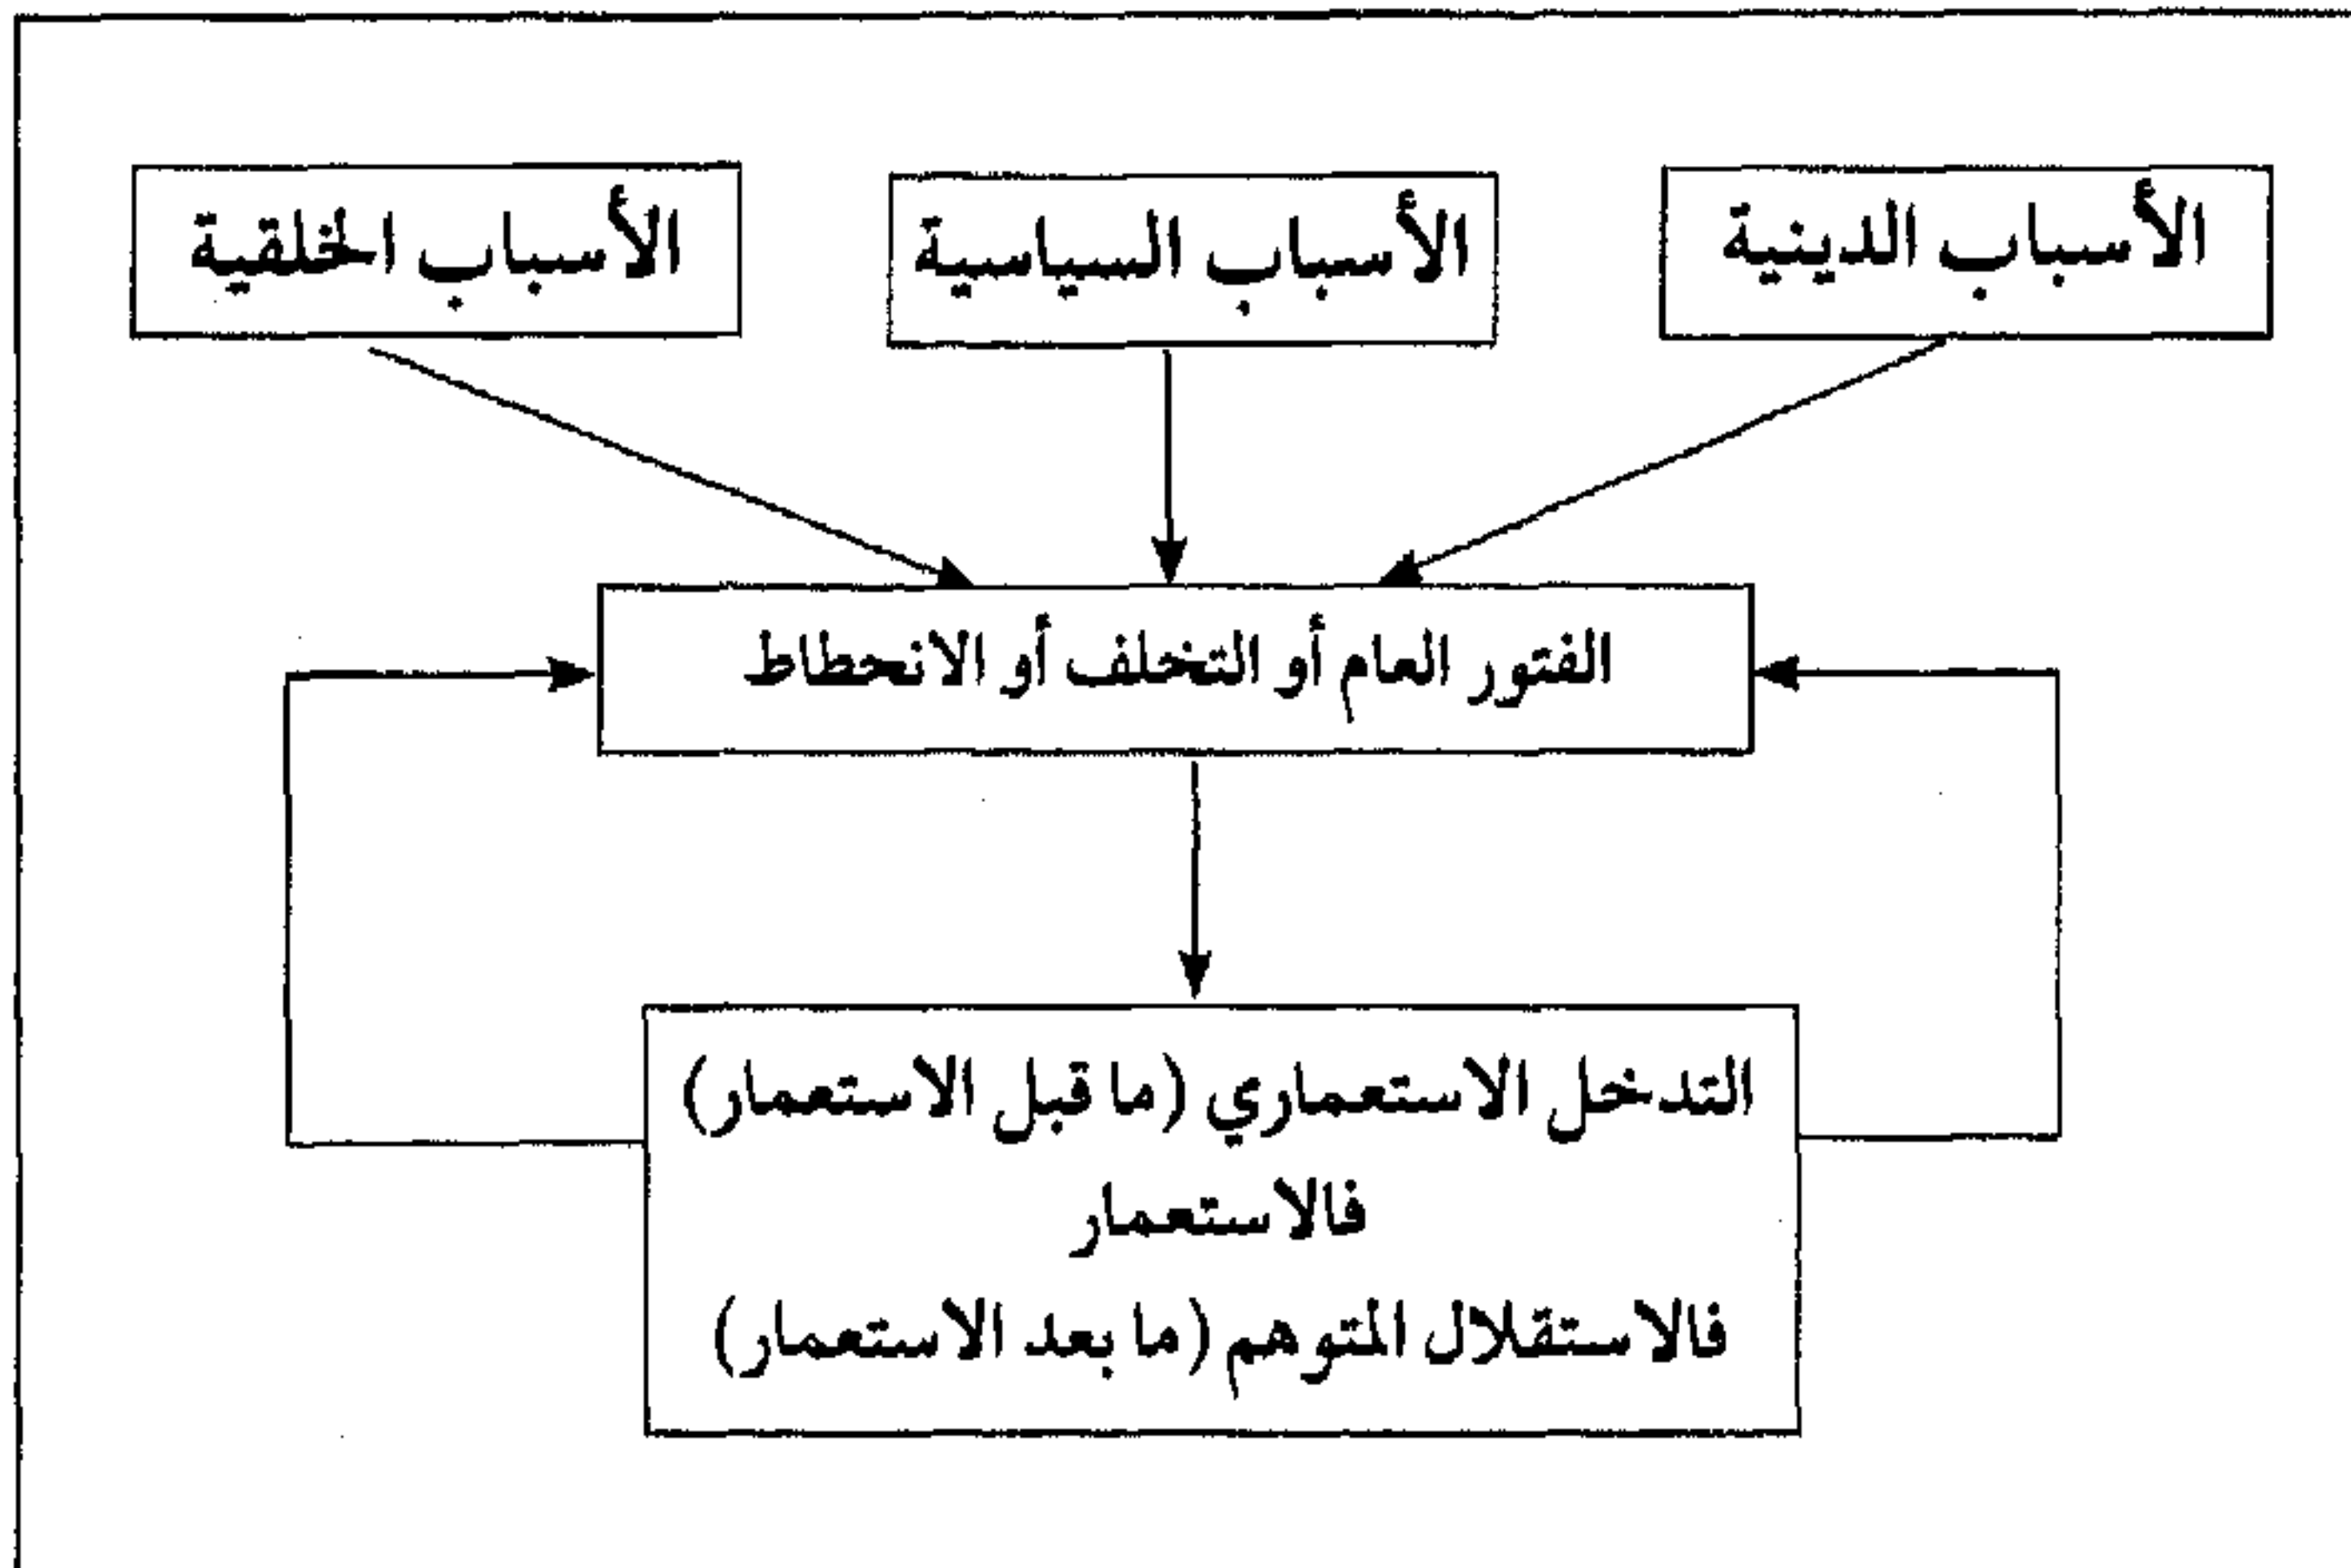 الأسباب الدينية
الأسباب السياسية
الأسباب الخلقية
الفتور العام أو التخلف أو الانحطاط
التدخل الاستعماري (ما قبل الاستعمار)
فالاستعمار
فالاستقلال المتوهم (ما بعد الاستعمار)